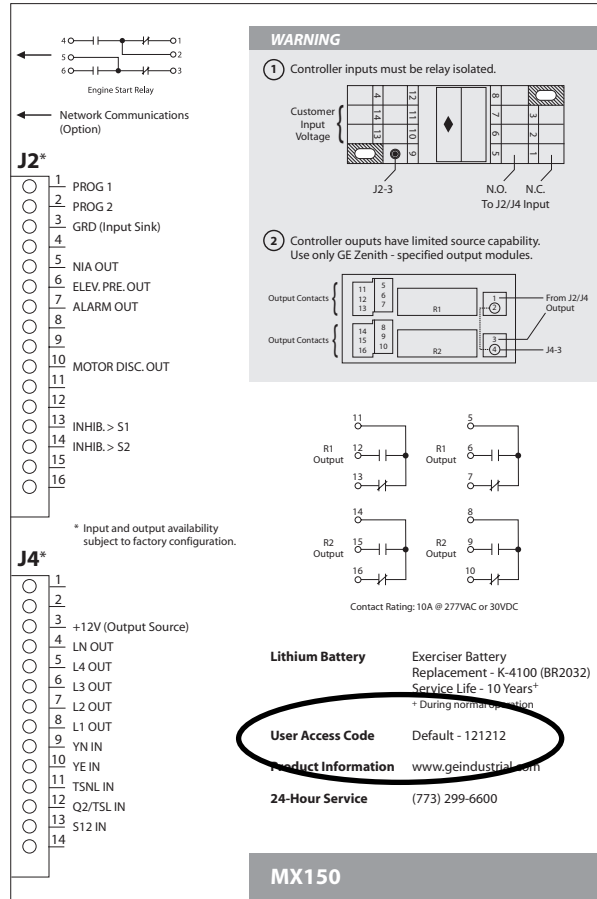 4 1
5 2
6 3
Engine Start Relay
Network Communications
(Option)
J2*
1 PROG 1
2 PROG 2
3 GRD (Input Sink)
4
5 NIA OUT
6 ELEV. PRE. OUT
7 ALARM OUT
8
9
10 MOTOR DISC. OUT
11
12
13 INHIB. > S1
14 INHIB. > S2
15
16
* Input and output availability
subject to factory configuration.
J4*
1
2
3 +12V (Output Source)
4 LN OUT
5 L4 OUT
6 L3 OUT
7 L2 OUT
8 L1 OUT
9 YN IN
10 YE IN
11 TSNL IN
12 Q2/TSL IN
13 S12 IN
14
WARNING
1 Controller inputs must be relay isolated.
Customer
Input
Voltage
4 12 8
14 11 7 3
13 10 6 2
9 5 1
J2-3 N.O. N.C.
To J2/J4 Input
2 Controller ouputs have limited source capability.
Use only GE Zenith - specified output modules.
Output Contacts
11 5
12 6
13 7
R1
1
2
From J2/J4
Output
Output Contacts
14 8
15 9
16 10
R2
3
4
J4-3
11 5
R1 12 R1 6
Output Output
13 7
14 8
R2 15 R2 9
Output Output
16 10
Contact Rating: 10A @ 277VAC or 30VDC
Lithium Battery Exerciser Battery
Replacement - K-4100 (BR2032)
Service Life - 10 Years+
+ During normal operation
User Access Code Default - 121212
Product Information www.geindustrial.com
24-Hour Service (773) 299-6600
MX150